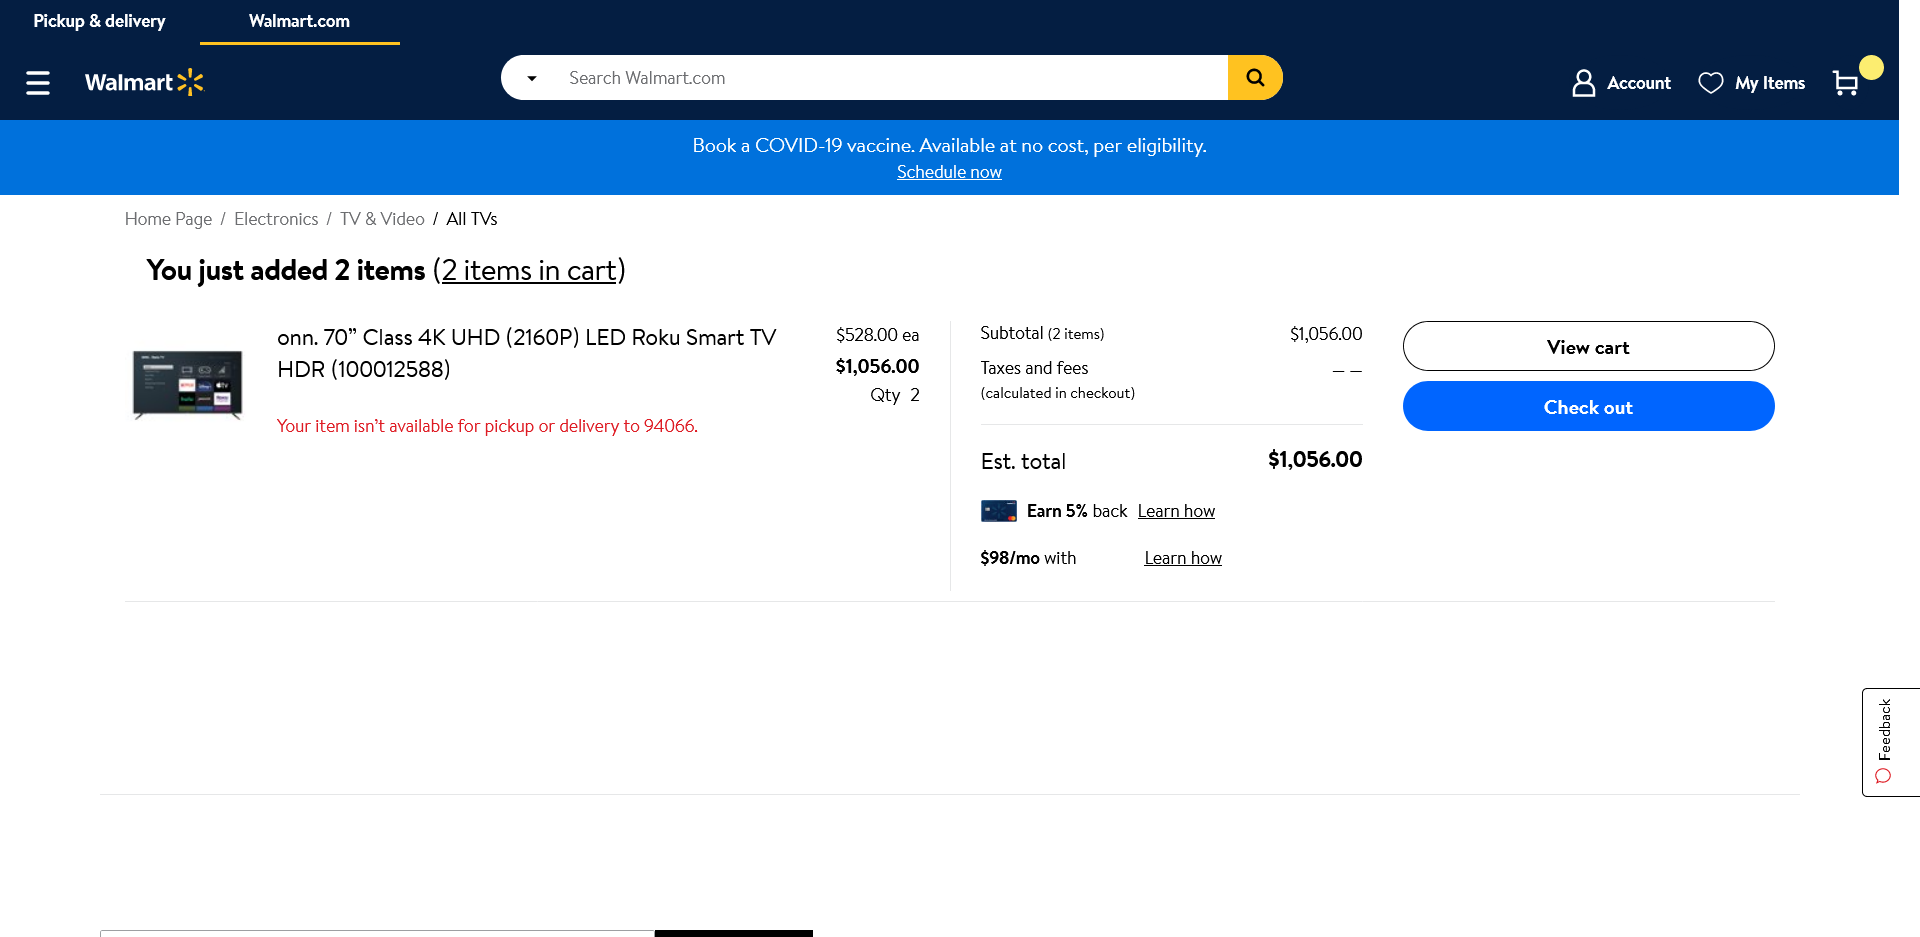 Pickup & delivery
Walmart.com
Walmart
Search Walmart.com
Account
My Items
Book a COVID-19 vaccine. Available at no cost, per eligibility.
Schedule now
Home Page / Electronics / TV & Video / All TVs
You just added 2 items (2 items in cart)
onn. 70” Class 4K UHD (2160P) LED Roku Smart TV
HDR (100012588)
Your item isn’t available for pickup or delivery to 94066.
$528.00 ea
$1,056.00
Qty 2
Subtotal (2 items) $1,056.00
Taxes and fees — —
(calculated in checkout)
Est. total $1,056.00
Earn 5% back Learn how
$98/mo with Learn how
View cart
Check out
Feedback